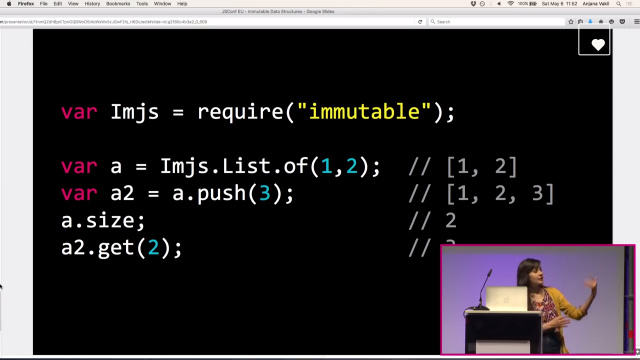 Firefox File Edit View History Bookmarks Tools Window Help 100% Sat May 6 11:52 Anjana Vakil
JSConf EU - Immutable Data Structures - Google Slides
var Imjs = require("immutable");
var a = Imjs.List.of(1,2); // [1, 2]
var a2 = a.push(3); // [1, 2, 3]
a.size; // 2
a2.get(2); //